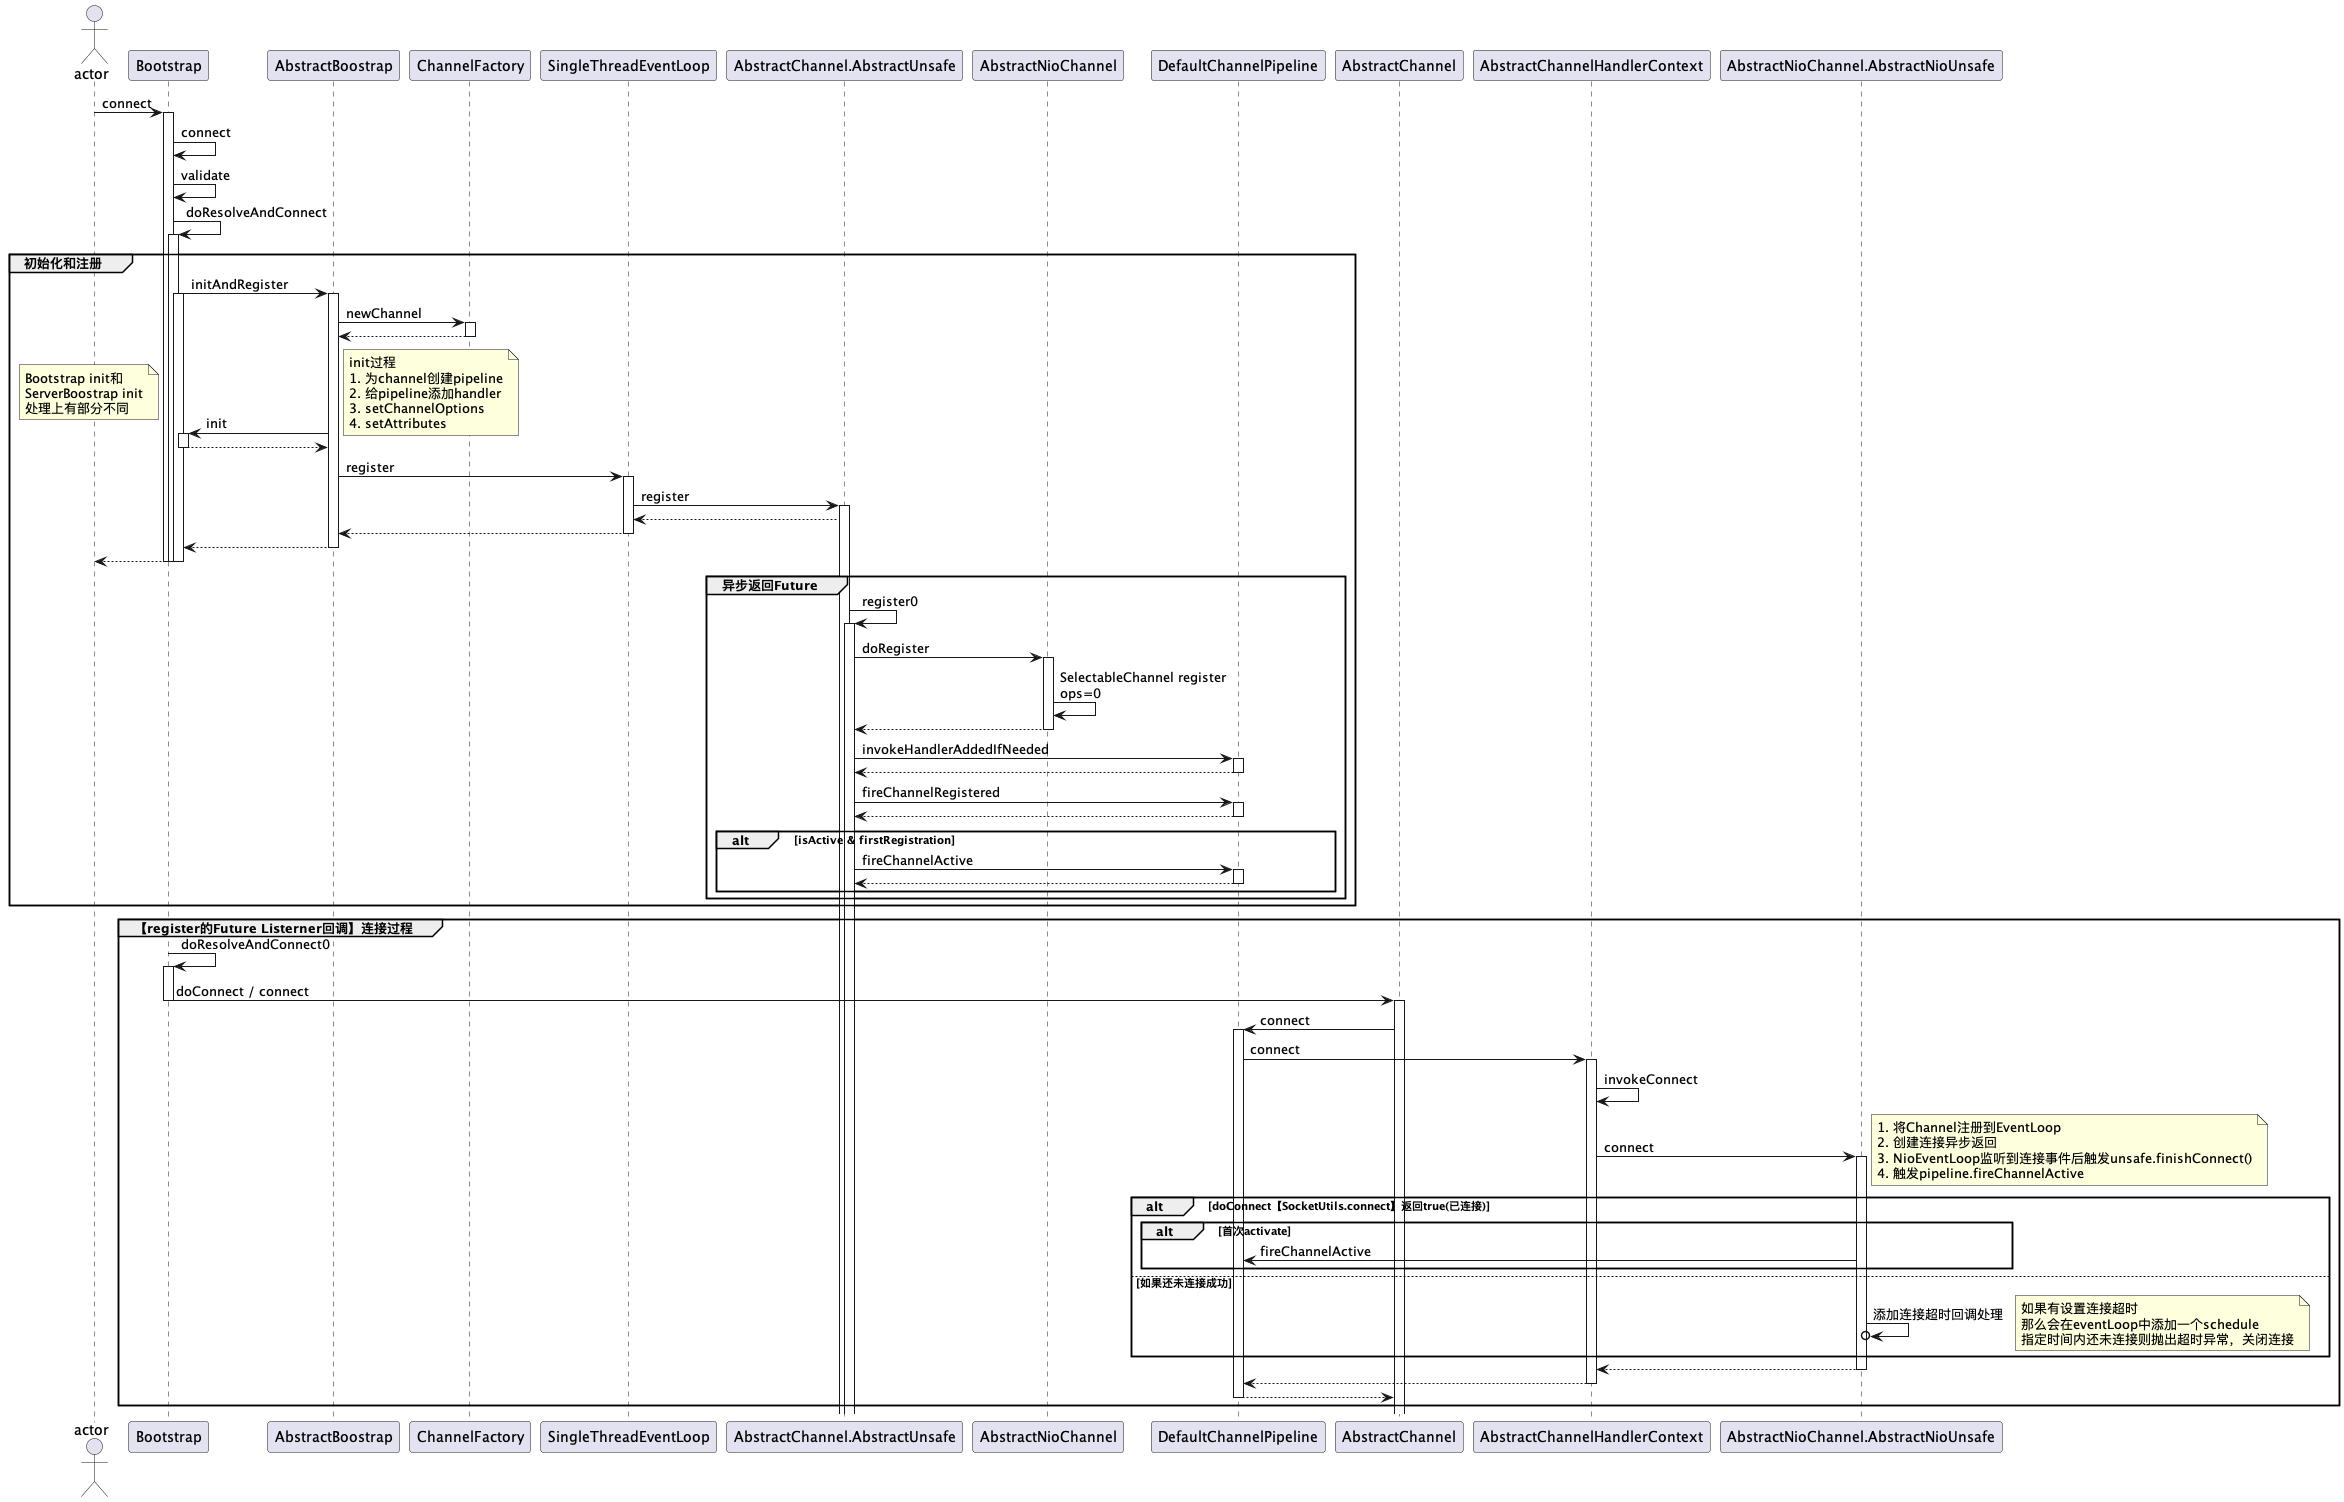 actor
Bootstrap
AbstractBoostrap
ChannelFactory
SingleThreadEventLoop
AbstractChannel.AbstractUnsafe
AbstractNioChannel
DefaultChannelPipeline
AbstractChannel
AbstractChannelHandlerContext
AbstractNioChannel.AbstractNioUnsafe
connect
connect
validate
doResolveAndConnect
初始化和注册
initAndRegister
newChannel
Bootstrap init和
ServerBoostrap init
处理上有部分不同
init过程
1. 为channel创建pipeline
2. 给pipeline添加handler
3. setChannelOptions
4. setAttributes
init
register
register
异步返回Future
register0
doRegister
SelectableChannel register
ops=0
invokeHandlerAddedIfNeeded
fireChannelRegistered
alt [isActive & firstRegistration]
fireChannelActive
【register的Future Listerner回调】连接过程
doResolveAndConnect0
doConnect / connect
connect
connect
invokeConnect
connect
1. 将Channel注册到EventLoop
2. 创建连接异步返回
3. NioEventLoop监听到连接事件后触发unsafe.finishConnect()
4. 触发pipeline.fireChannelActive
alt [doConnect【SocketUtils.connect】返回true(已连接)]
alt [首次activate]
fireChannelActive
[如果还未连接成功]
添加连接超时回调处理
如果有设置连接超时
那么会在eventLoop中添加一个schedule
指定时间内还未连接则抛出超时异常，关闭连接
actor
Bootstrap
AbstractBoostrap
ChannelFactory
SingleThreadEventLoop
AbstractChannel.AbstractUnsafe
AbstractNioChannel
DefaultChannelPipeline
AbstractChannel
AbstractChannelHandlerContext
AbstractNioChannel.AbstractNioUnsafe